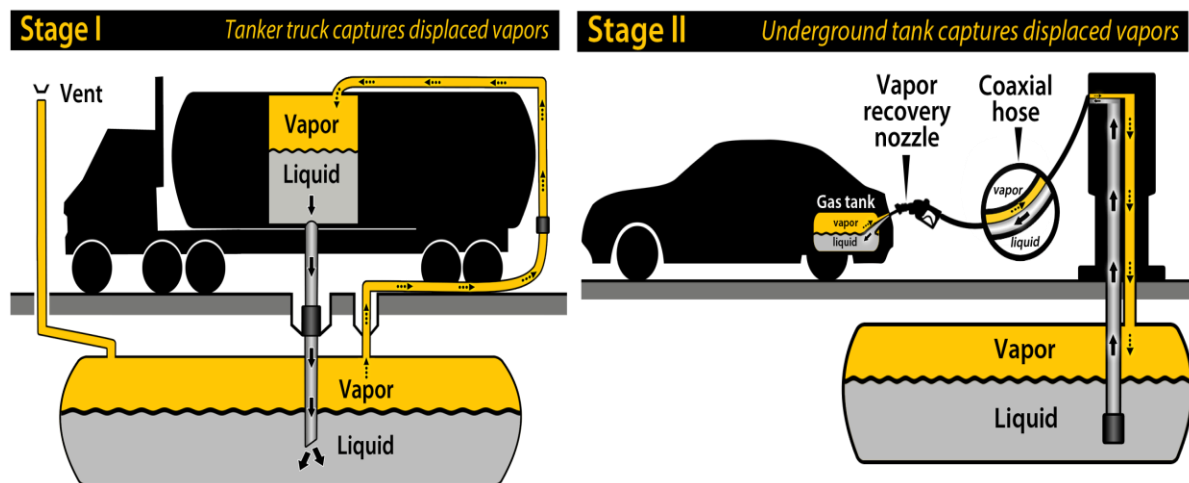 Stage I
Tanker truck captures displaced vapors
Vent
Vapor
Liquid
Vapor
Liquid
Stage II
Underground tank captures displaced vapors
Vapor
recovery
nozzle
Coaxial
hose
Gas tank
vapor
liquid
vapor
liquid
Vapor
Liquid